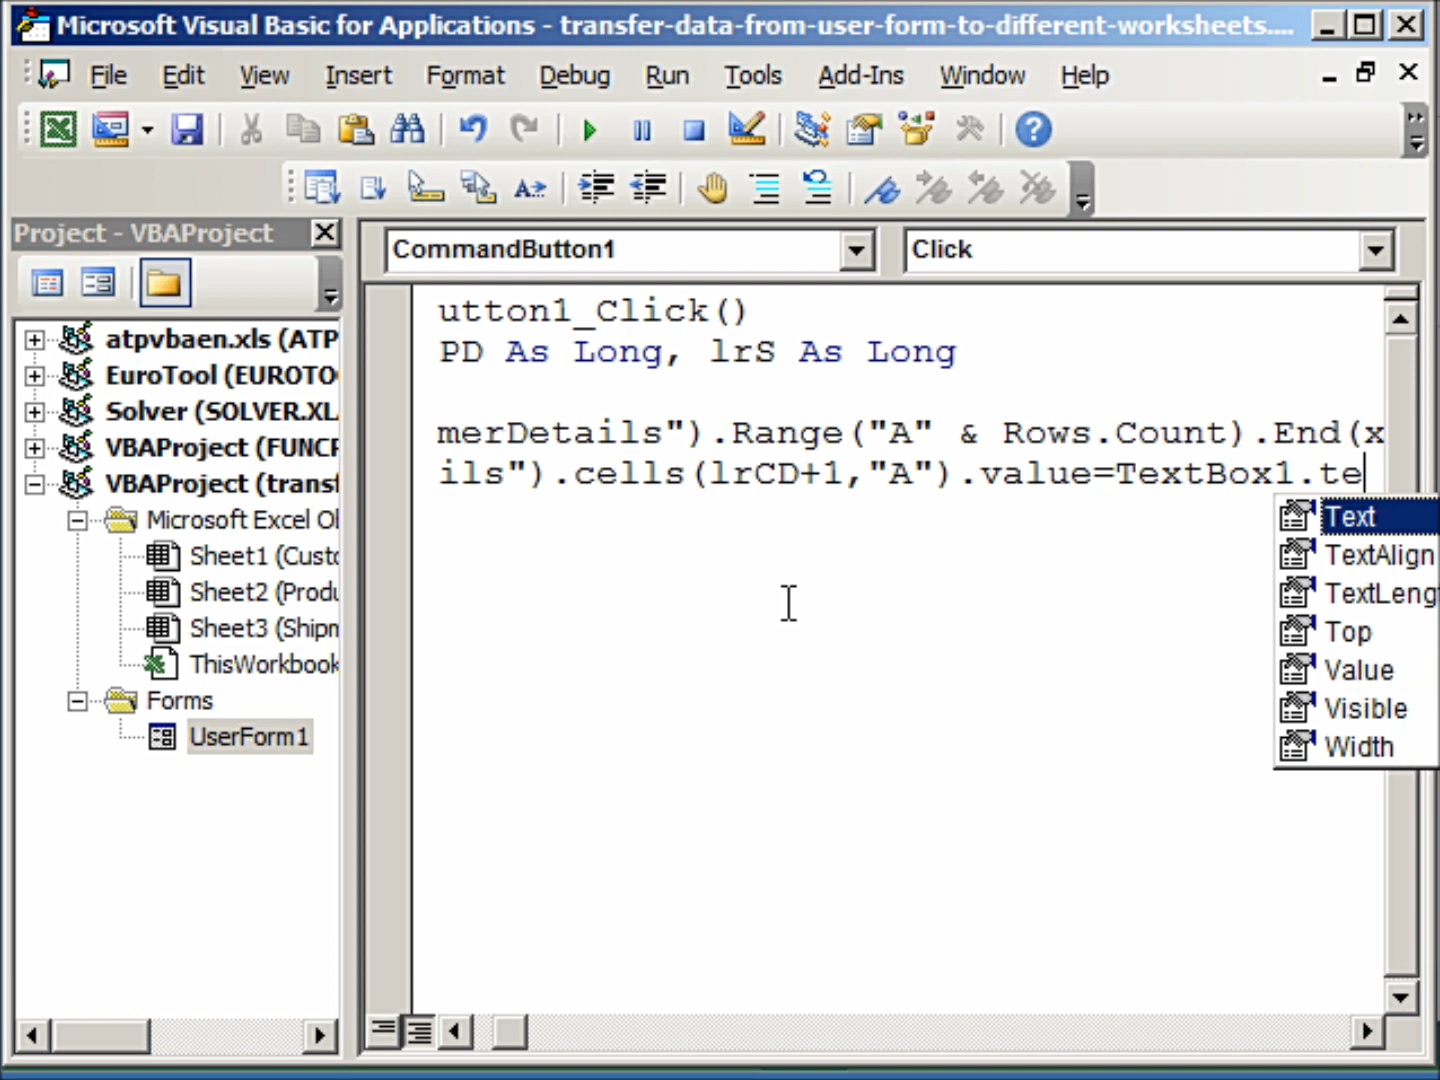 Microsoft Visual Basic for Applications - transfer-data-from-user-form-to-different-worksheets....
File Edit View Insert Format Debug Run Tools Add-Ins Window Help
Project - VBAProject
CommandButton1
Click
atpvbaen.xls (ATP
EuroTool (EUROTO
Solver (SOLVER.XL
VBAProject (FUNCR
VBAProject (transf
Microsoft Excel Ob
Sheet1 (Custo
Sheet2 (Produ
Sheet3 (Shipm
ThisWorkbook
Forms
UserForm1
utton1_Click()
PD As Long, lrS As Long
merDetails").Range("A" & Rows.Count).End(x
ils").cells(lrCD+1,"A").value=TextBox1.te
Text
TextAlign
TextLeng
Top
Value
Visible
Width